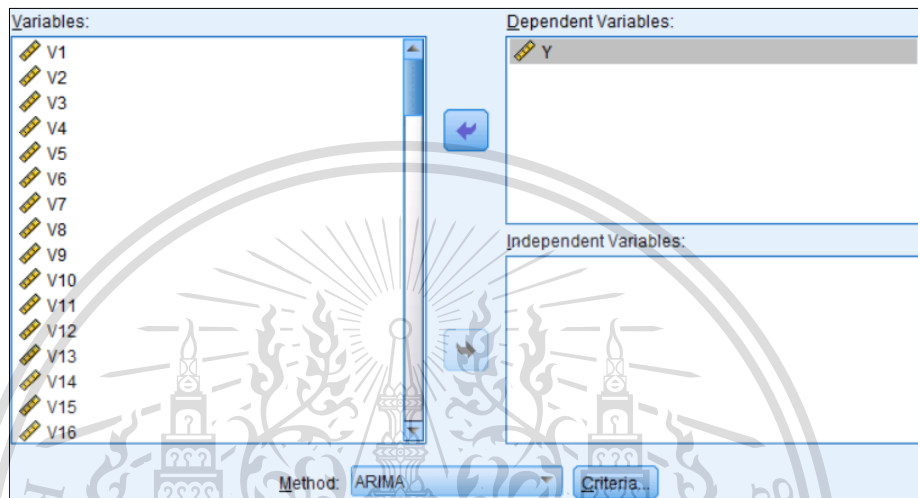 Variables:
V1
V2
V3
V4
V5
V6
V7
V8
V9
V10
V11
V12
V13
V14
V15
V16
Dependent Variables:
Y
Independent Variables:
Method: ARIMA
Criteria...